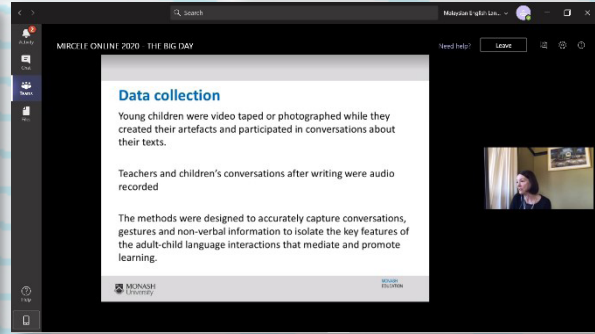 Search
Malaysian English Lan...
2
Activity
MIRCELE ONLINE 2020 - THE BIG DAY
Need help?
Leave
Chat
Teams
Data collection
Young children were video taped or photographed while they
created their artefacts and participated in conversations about
their texts.
Teachers and children's conversations after writing were audio
recorded
The methods were designed to accurately capture conversations,
gestures and non-verbal information to isolate the key features of
the adult-child language interactions that mediate and promote
learning.
MONASH
University
MONASH
EDUCATION
Help